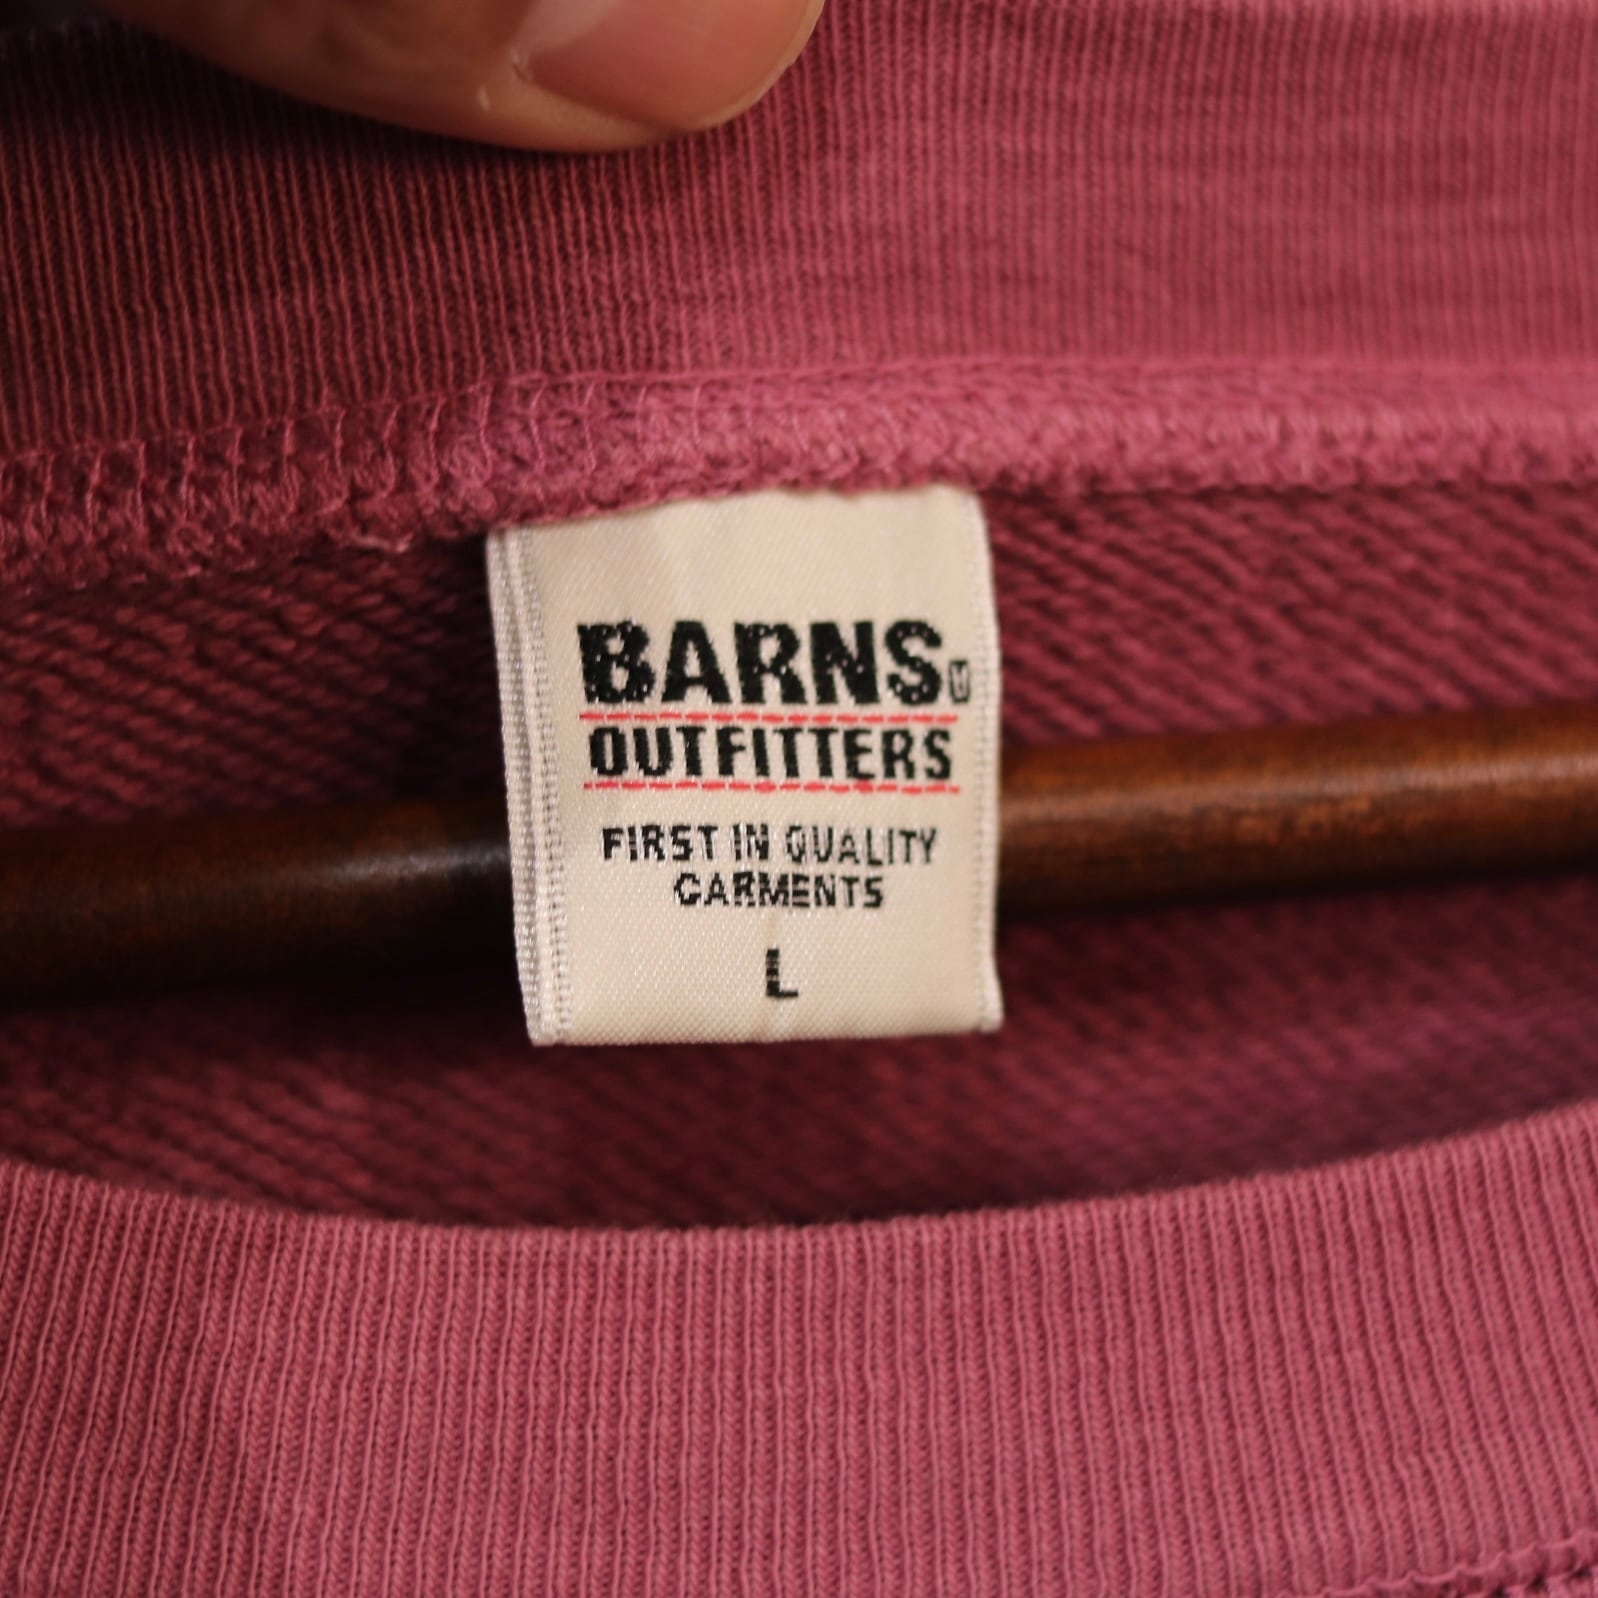 BARNS
OUTFITTERS
FIRST IN QUALITY
GARMENTS
L